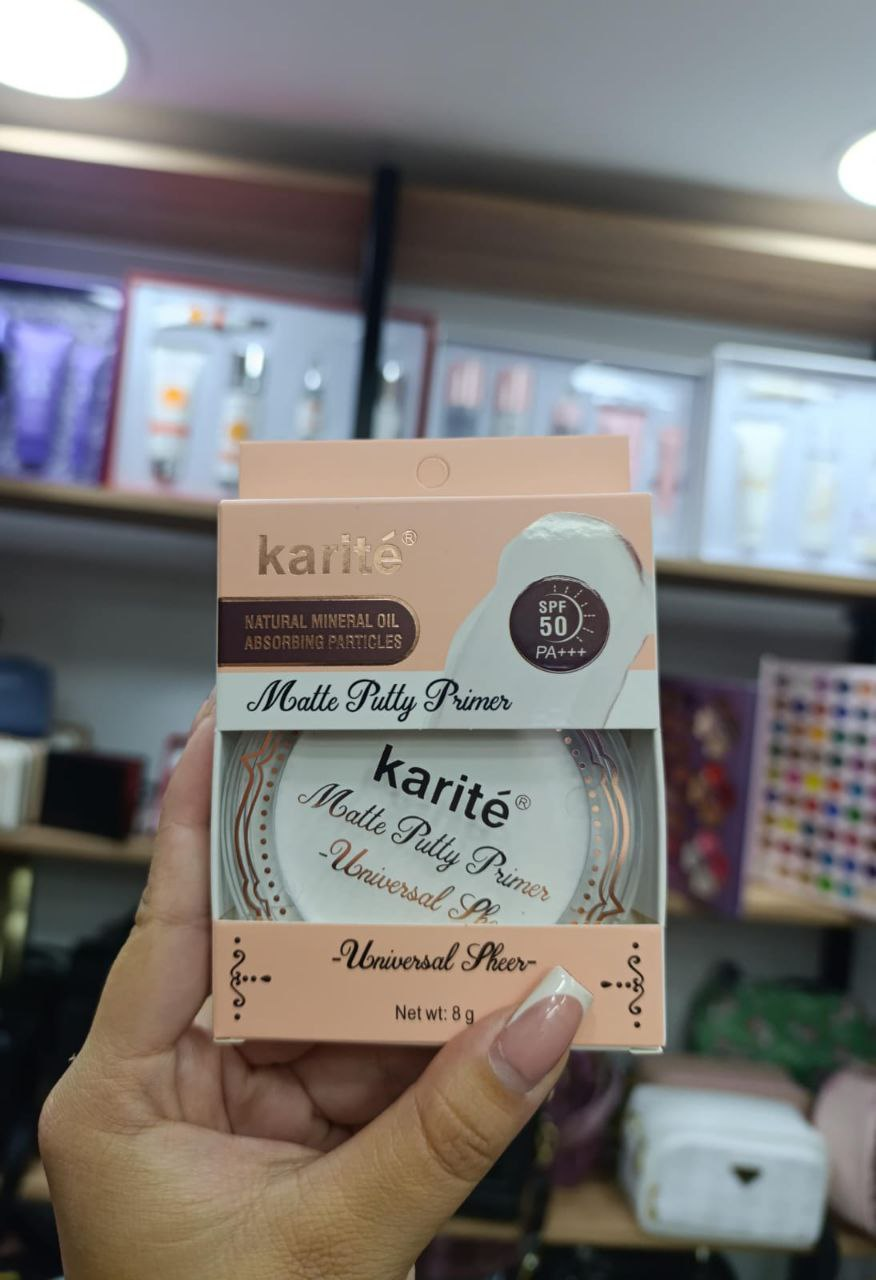 karité®
NATURAL MINERAL OIL
ABSORBING PARTICLES
SPF
50
PA+++
Matte Putty Primer
karité®
Matte Putty Primer
-Universal Shee
-Universal Sheer-
Net wt: 8 g